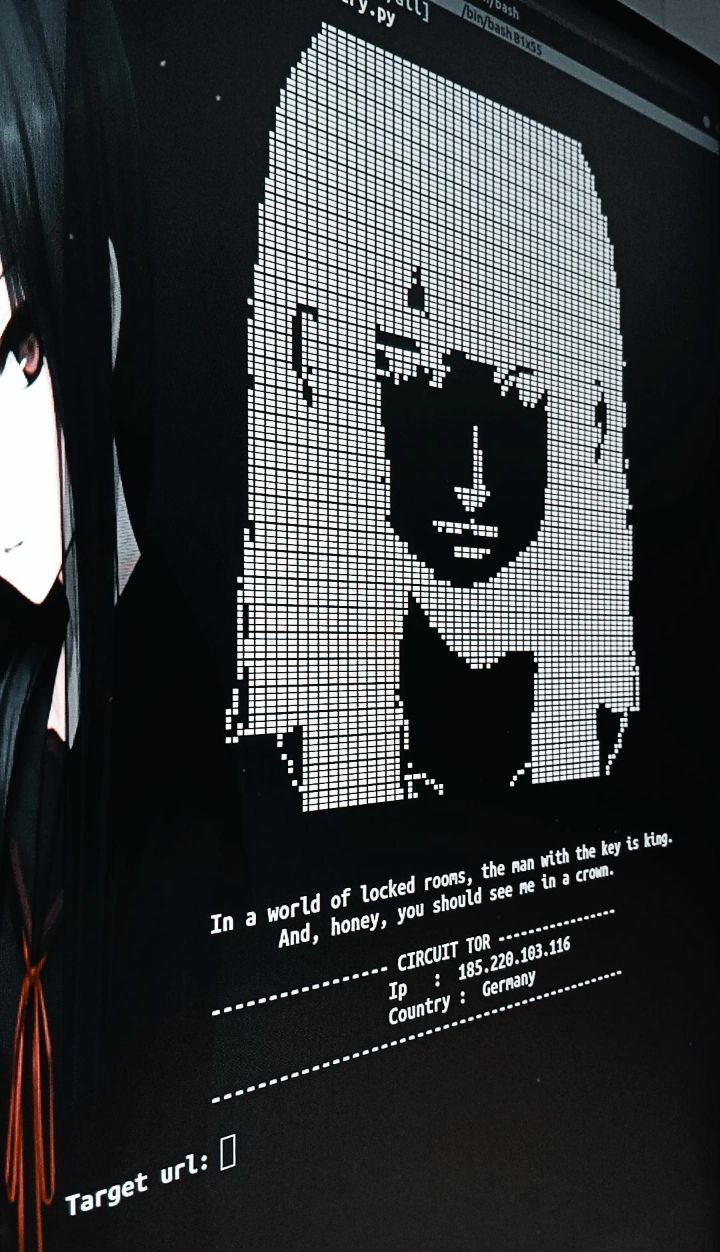 /bin/bash
/bin/bash 81x55
In a world of locked rooms, the man with the key is king.
And, honey, you should see me in a crown.
------------------ CIRCUIT TOR ---------------
Ip : 185.220.103.116
Country : Germany
Target url: